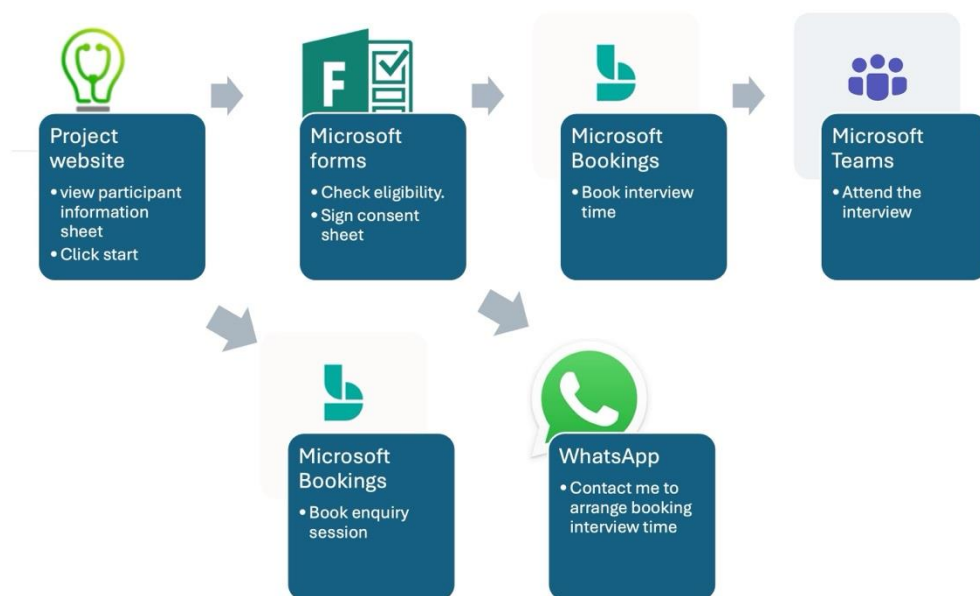 Project
website
• view participant
information
sheet
• Click start
F
Microsoft
forms
• Check eligibility.
• Sign consent
sheet
Microsoft
Bookings
• Book interview
time
Microsoft
Teams
• Attend the
interview
Microsoft
Bookings
• Book enquiry
session
WhatsApp
• Contact me to
arrange booking
interview time